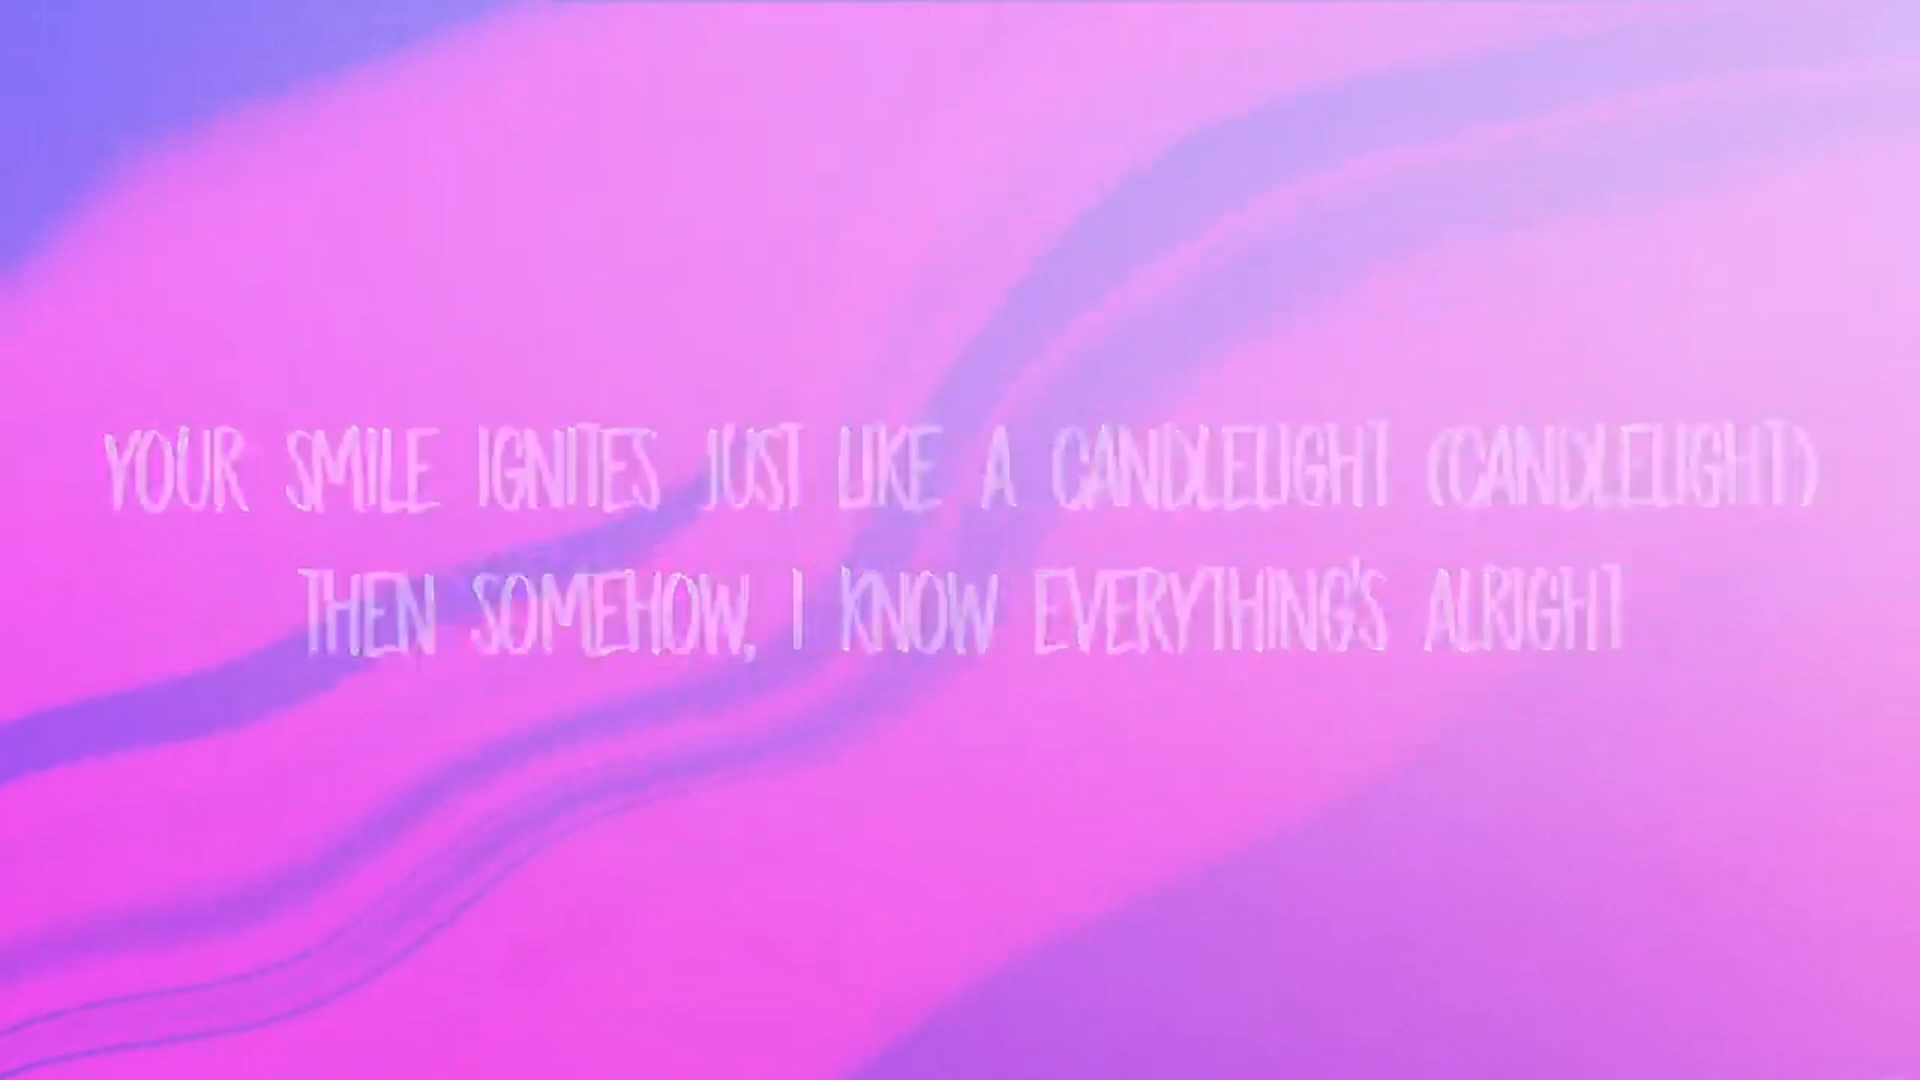 YOUR SMILE IGNITES JUST LIKE A CANDLELIGHT (CANDLELIGHT)
THEN SOMEHOW, I KNOW EVERYTHING'S ALRIGHT